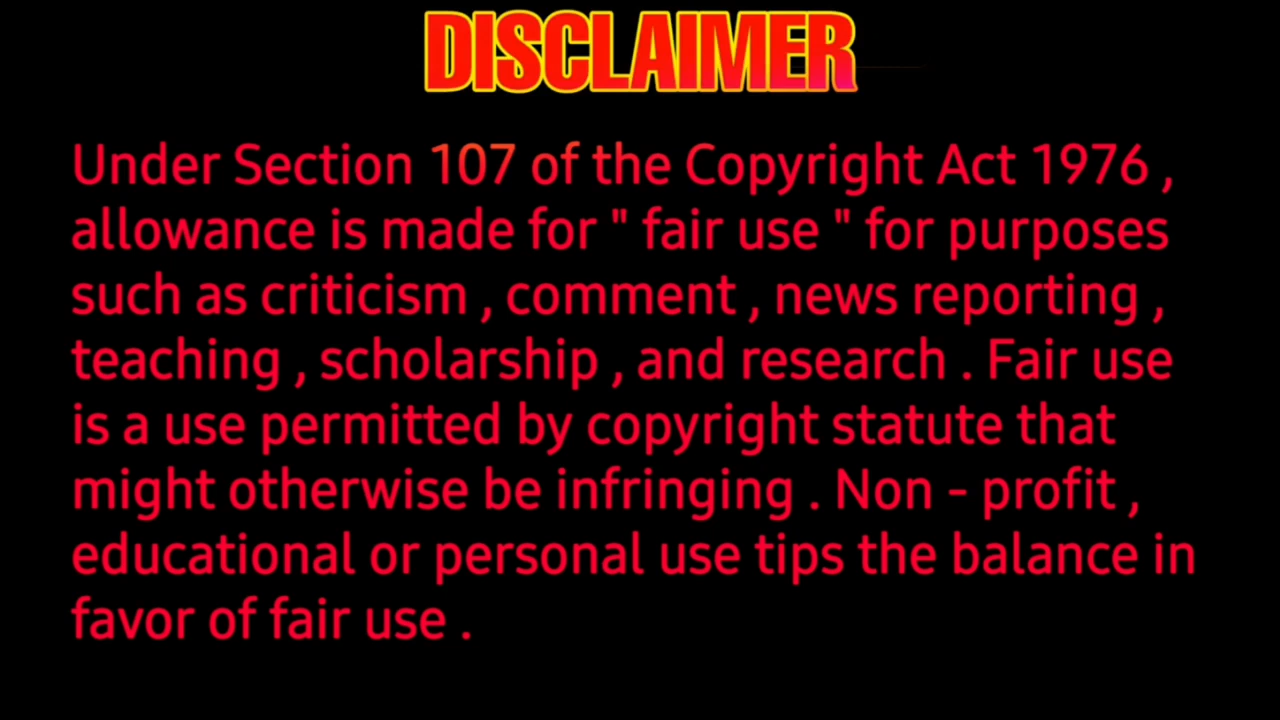 DISCLAIMER
Under Section 107 of the Copyright Act 1976 ,
allowance is made for " fair use " for purposes
such as criticism , comment , news reporting ,
teaching , scholarship , and research . Fair use
is a use permitted by copyright statute that
might otherwise be infringing . Non - profit ,
educational or personal use tips the balance in
favor of fair use .